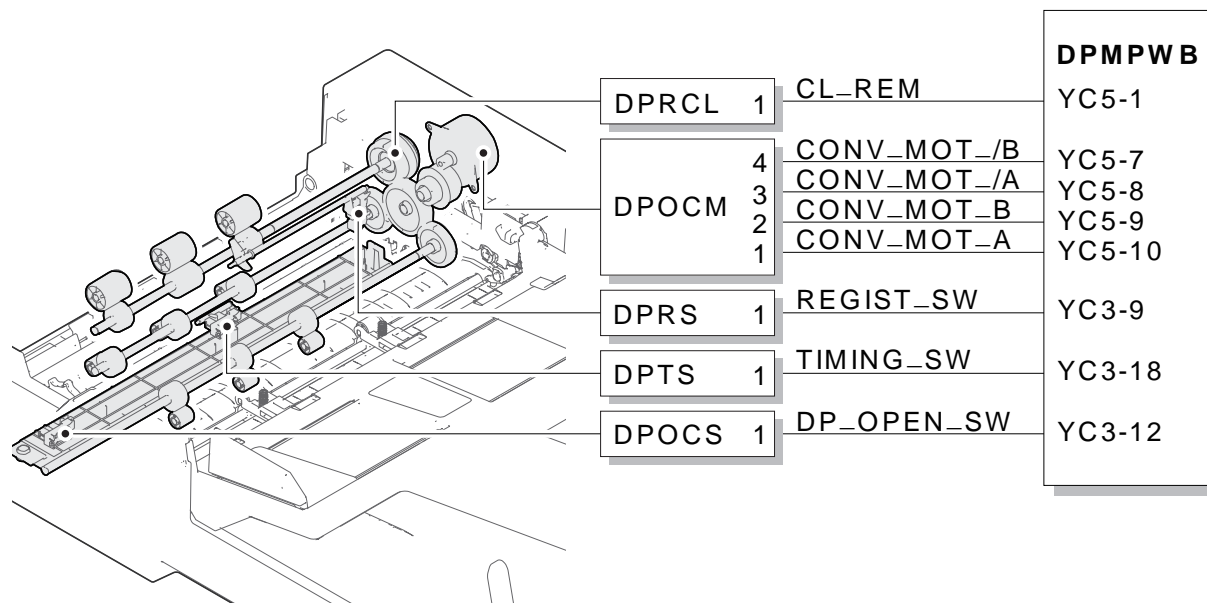 DPMPWB
DPRCL 1 CL_REM YC5-1
DPOCM
4 CONV_MOT_/B YC5-7
3 CONV_MOT_/A YC5-8
2 CONV_MOT_B YC5-9
1 CONV_MOT_A YC5-10
DPRS 1 REGIST_SW YC3-9
DPTS 1 TIMING_SW YC3-18
DPOCS 1 DP_OPEN_SW YC3-12